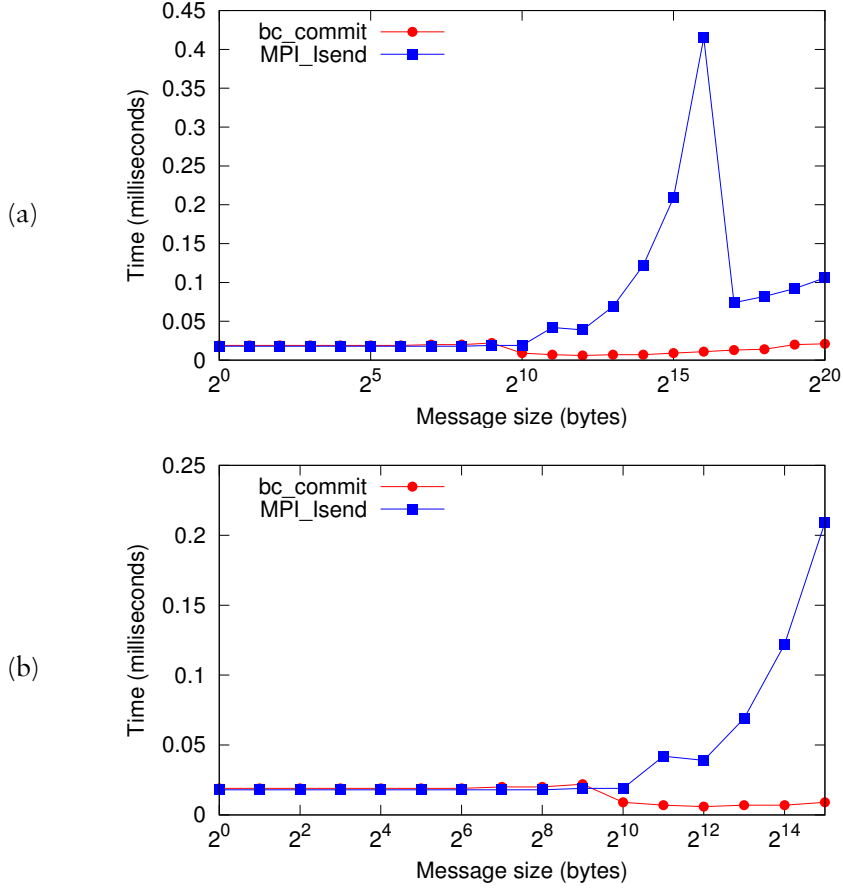 (a)
Time (milliseconds)
0.45
0.4
0.35
0.3
0.25
0.2
0.15
0.1
0.05
0
bc_commit
MPI_Isend
2^0
2^5
2^10
2^15
2^20
Message size (bytes)
(b)
Time (milliseconds)
0.25
0.2
0.15
0.1
0.05
0
bc_commit
MPI_Isend
2^0
2^2
2^4
2^6
2^8
2^10
2^12
2^14
Message size (bytes)